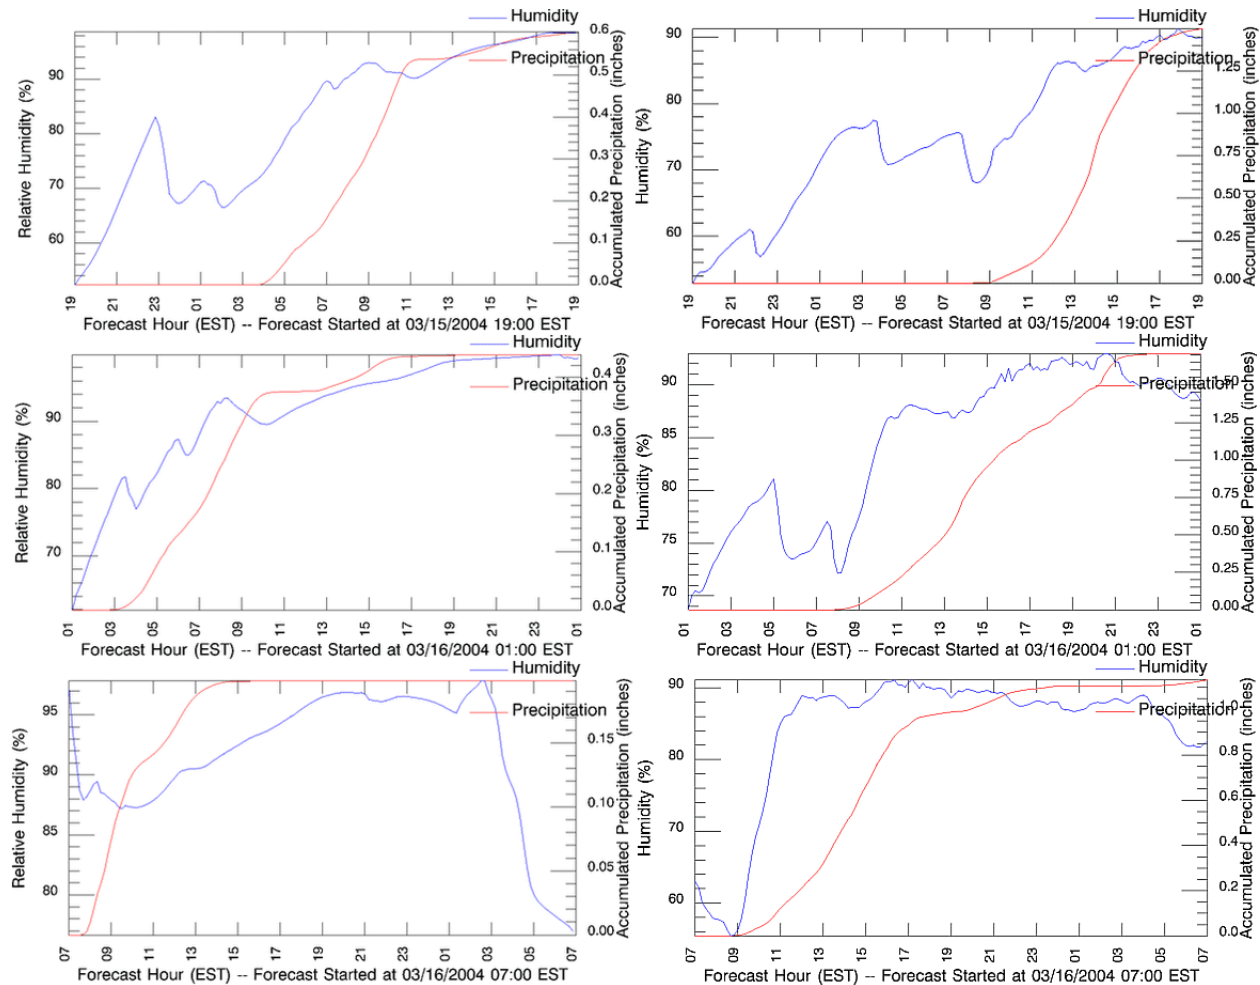 Humidity
Precipitation
Relative Humidity (%)
90
80
70
60
0.6
0.5
0.4
0.3
0.2
0.1
0.0
Accumulated Precipitation (inches)
19 21 23 01 03 05 07 09 11 13 15 17 19
Forecast Hour (EST) -- Forecast Started at 03/15/2004 19:00 EST
Humidity
Precipitation
Humidity (%)
90
80
70
60
1.25
1.00
0.75
0.50
0.25
0.00
Accumulated Precipitation (inches)
19 21 23 01 03 05 07 09 11 13 15 17 19
Forecast Hour (EST) -- Forecast Started at 03/15/2004 19:00 EST
Humidity
Precipitation
Relative Humidity (%)
90
80
70
0.4
0.3
0.2
0.1
0.0
Accumulated Precipitation (inches)
01 03 05 07 09 11 13 15 17 19 21 23 01
Forecast Hour (EST) -- Forecast Started at 03/16/2004 01:00 EST
Humidity
Precipitation
Humidity (%)
90
85
80
75
70
1.50
1.25
1.00
0.75
0.50
0.25
0.00
Accumulated Precipitation (inches)
01 03 05 07 09 11 13 15 17 19 21 23 01
Forecast Hour (EST) -- Forecast Started at 03/16/2004 01:00 EST
Humidity
Precipitation
Relative Humidity (%)
95
90
85
80
0.15
0.10
0.05
0.00
Accumulated Precipitation (inches)
07 09 11 13 15 17 19 21 23 01 03 05 07
Forecast Hour (EST) -- Forecast Started at 03/16/2004 07:00 EST
Humidity
Precipitation
Humidity (%)
90
80
70
60
1.0
0.8
0.6
0.4
0.2
0.0
Accumulated Precipitation (inches)
07 09 11 13 15 17 19 21 23 01 03 05 07
Forecast Hour (EST) -- Forecast Started at 03/16/2004 07:00 EST